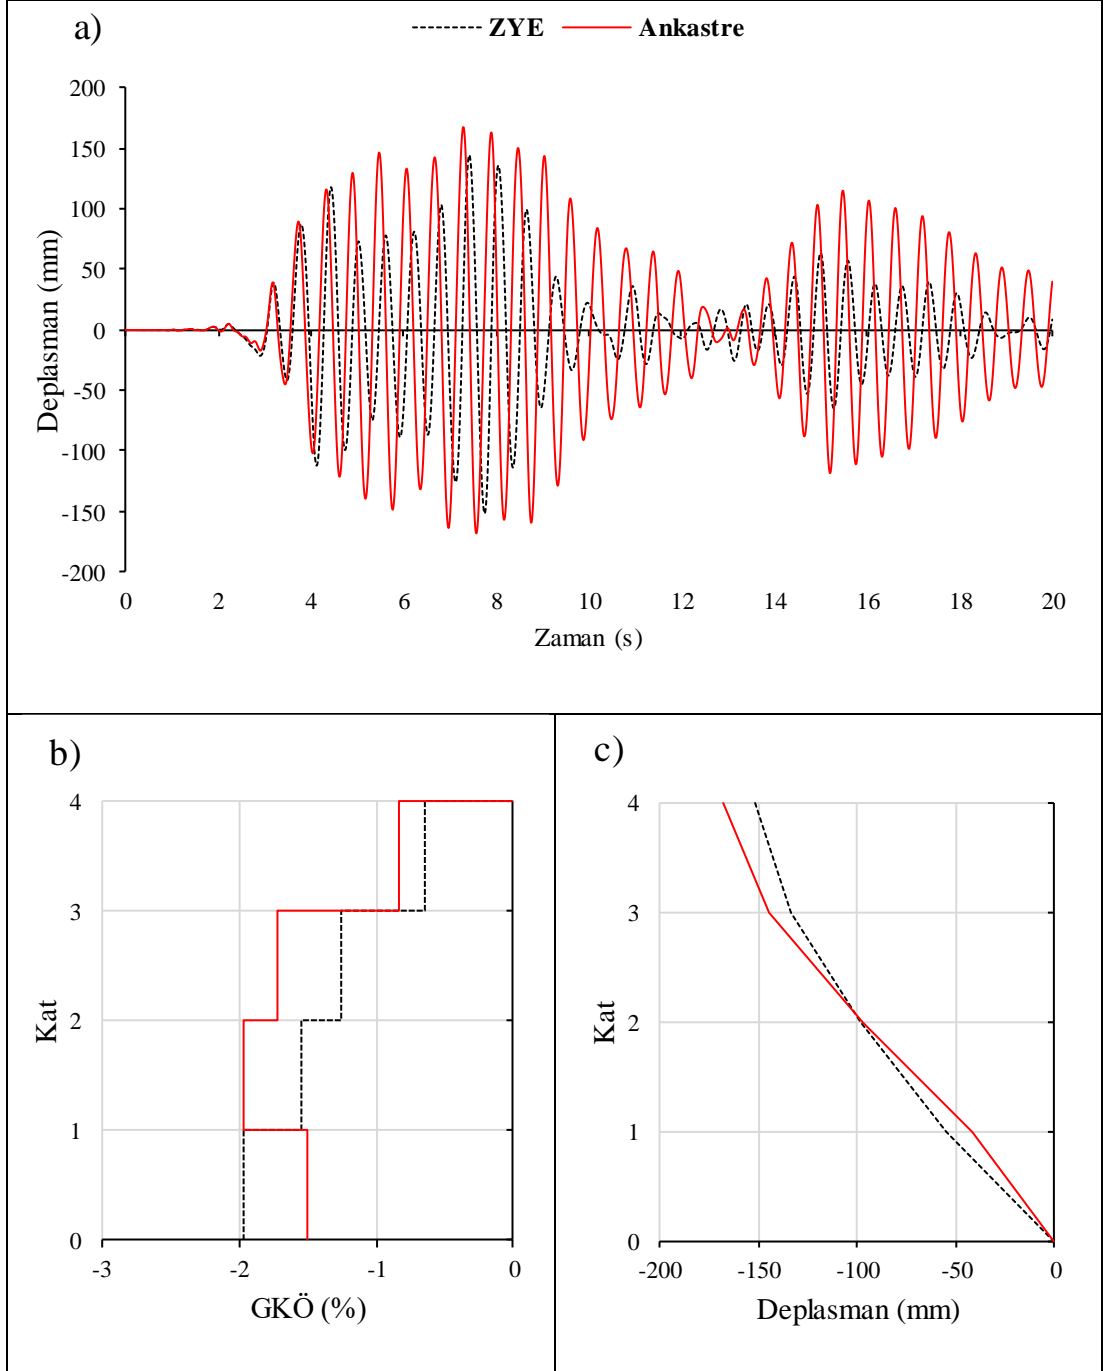 a)
ZYE Ankastre
200
150
100
50
0
-50
-100
-150
-200
Deplasman (mm)
0 2 4 6 8 10 12 14 16 18 20
Zaman (s)
b)
4
3
2
1
0
Kat
-3 -2 -1 0
GKÖ (%)
c)
4
3
2
1
0
Kat
-200 -150 -100 -50 0
Deplasman (mm)